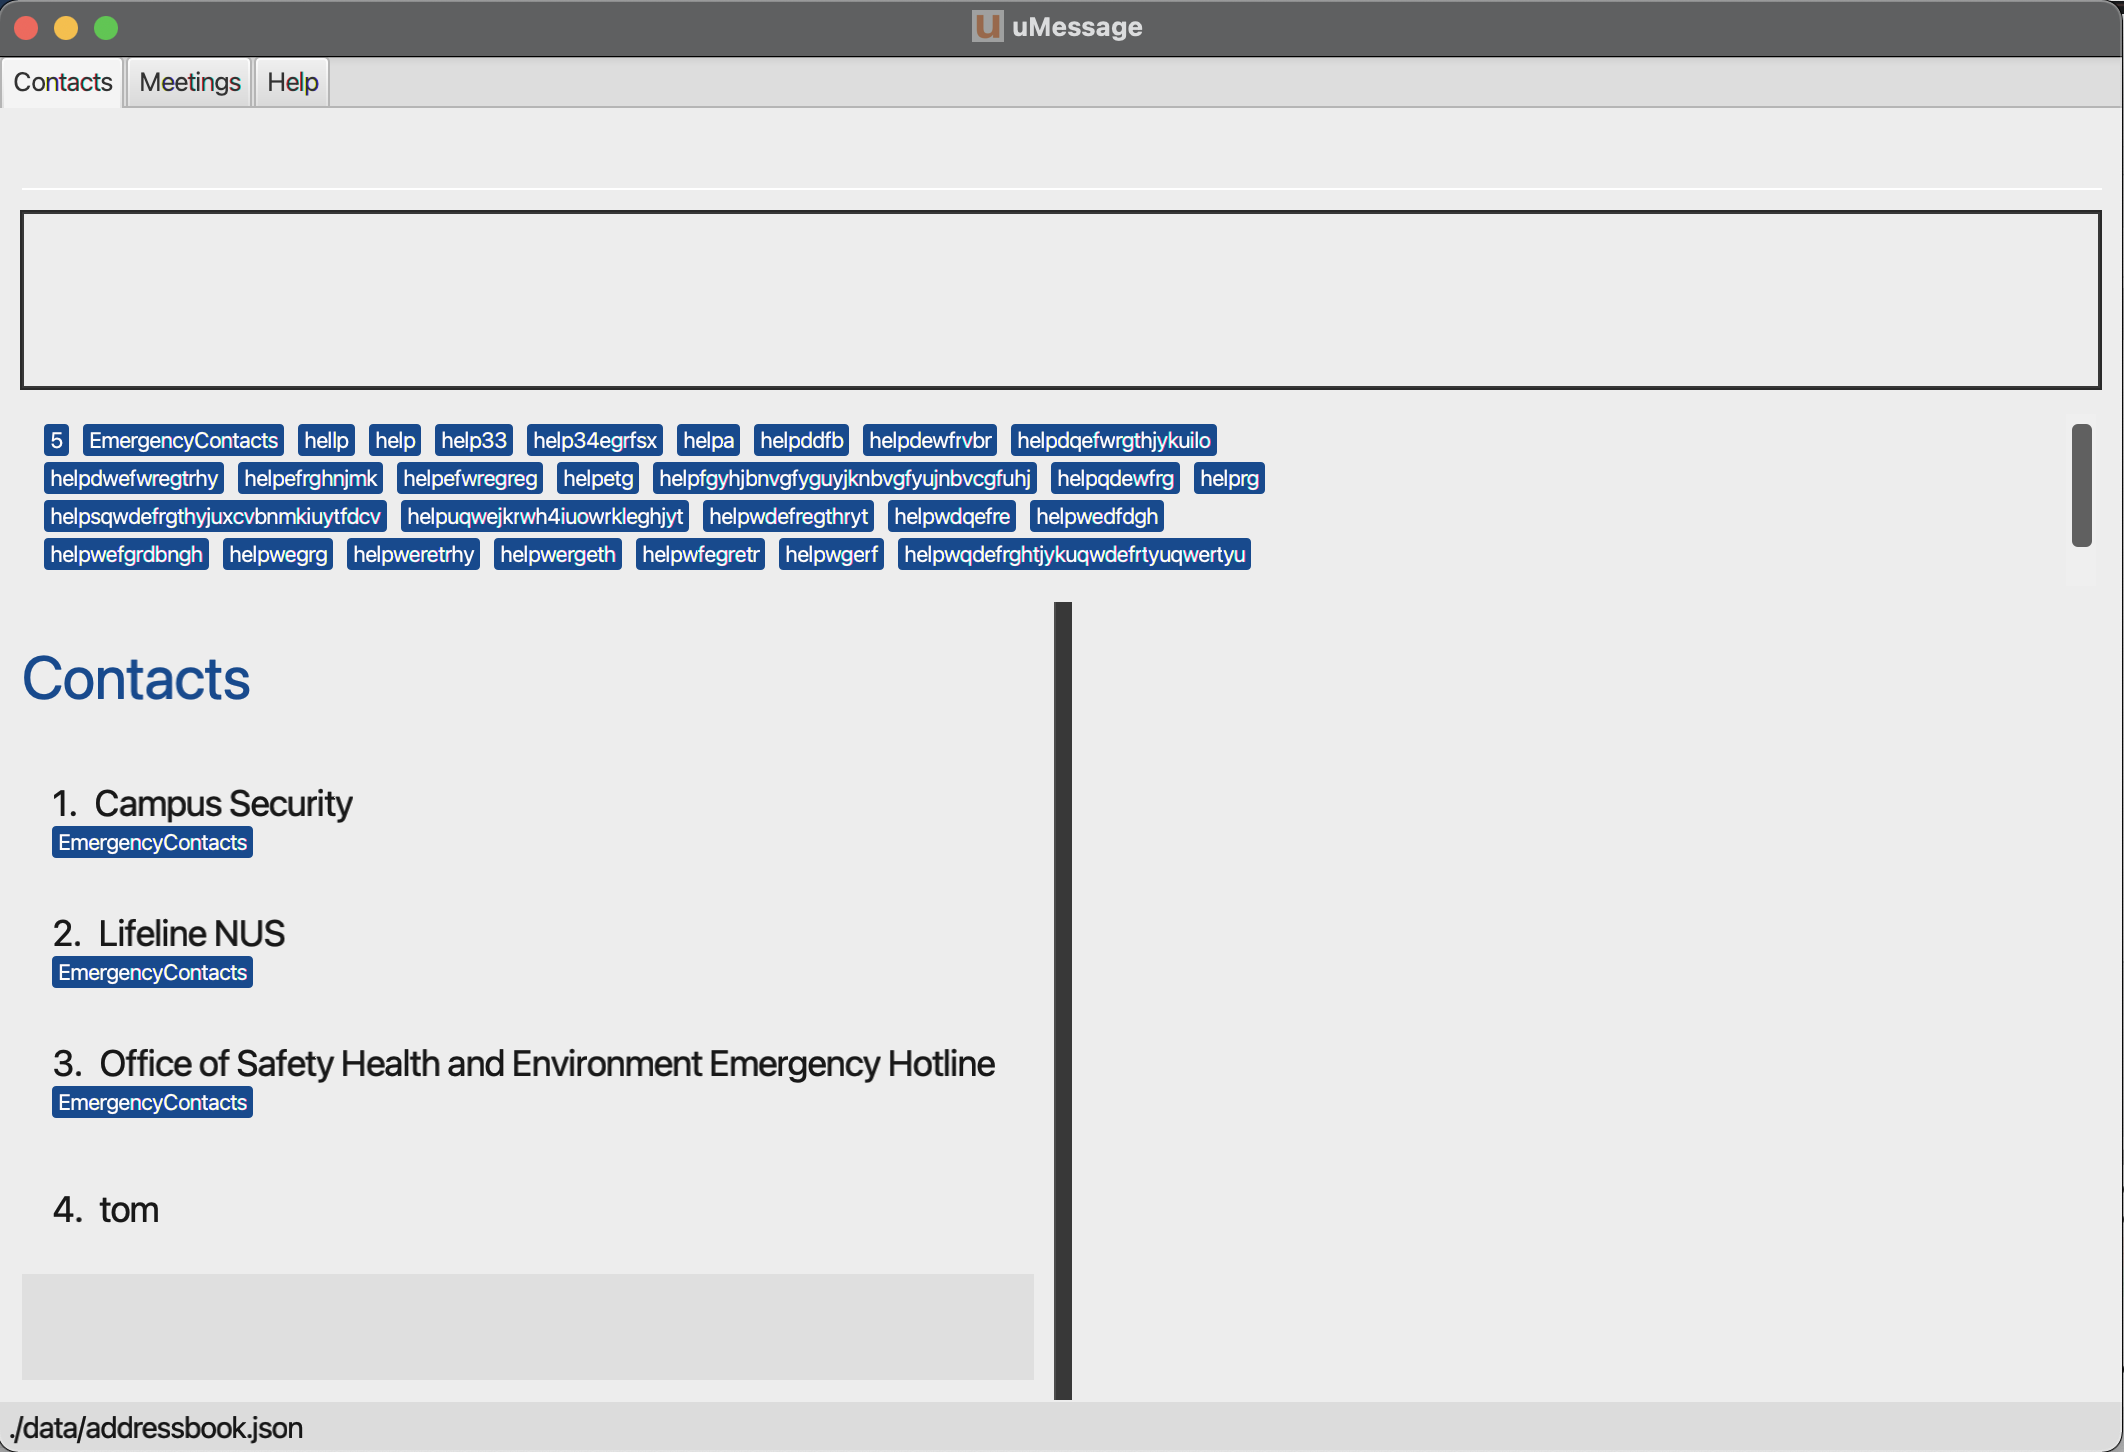 u uMessage
Contacts Meetings Help
5 EmergencyContacts hellp help help33 help34egrfsx helpa helpddfb helpdewfrvbr helpdqefwrgthjykuilo
helpdwefwregtrhy helpefrghnjmk helpefwregreg helpetg helpfgyhjbnvgfyguyjknbvgfyujnbvcgfuhj helpqdewfrg helprg
helpsqwdefrgthyjuxcvbnmkiuytfdcv helpuqwejkrwh4iuowrkleghjyt helpwdefregthryt helpwdqefre helpwedfdgh
helpwefgrdbngh helpwegrg helpweretrhy helpwergeth helpwfegretr helpwgerf helpwqdefrghtjykuqwdefrtyuqwertyu
Contacts
1. Campus Security
EmergencyContacts
2. Lifeline NUS
EmergencyContacts
3. Office of Safety Health and Environment Emergency Hotline
EmergencyContacts
4. tom
./data/addressbook.json